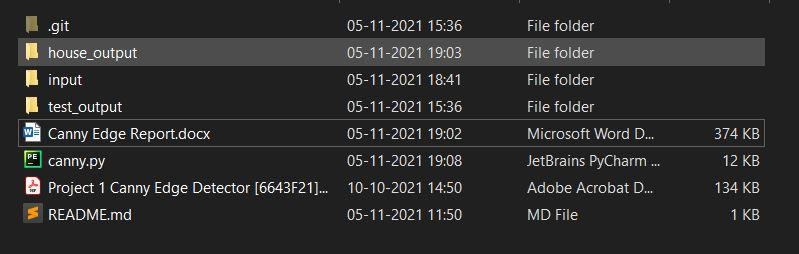 .git 05-11-2021 15:36 File folder
house_output 05-11-2021 19:03 File folder
input 05-11-2021 18:41 File folder
test_output 05-11-2021 15:36 File folder
Canny Edge Report.docx 05-11-2021 19:02 Microsoft Word D... 374 KB
canny.py 05-11-2021 19:08 JetBrains PyCharm ... 12 KB
Project 1 Canny Edge Detector [6643F21]... 10-10-2021 14:50 Adobe Acrobat D... 134 KB
README.md 05-11-2021 11:50 MD File 1 KB